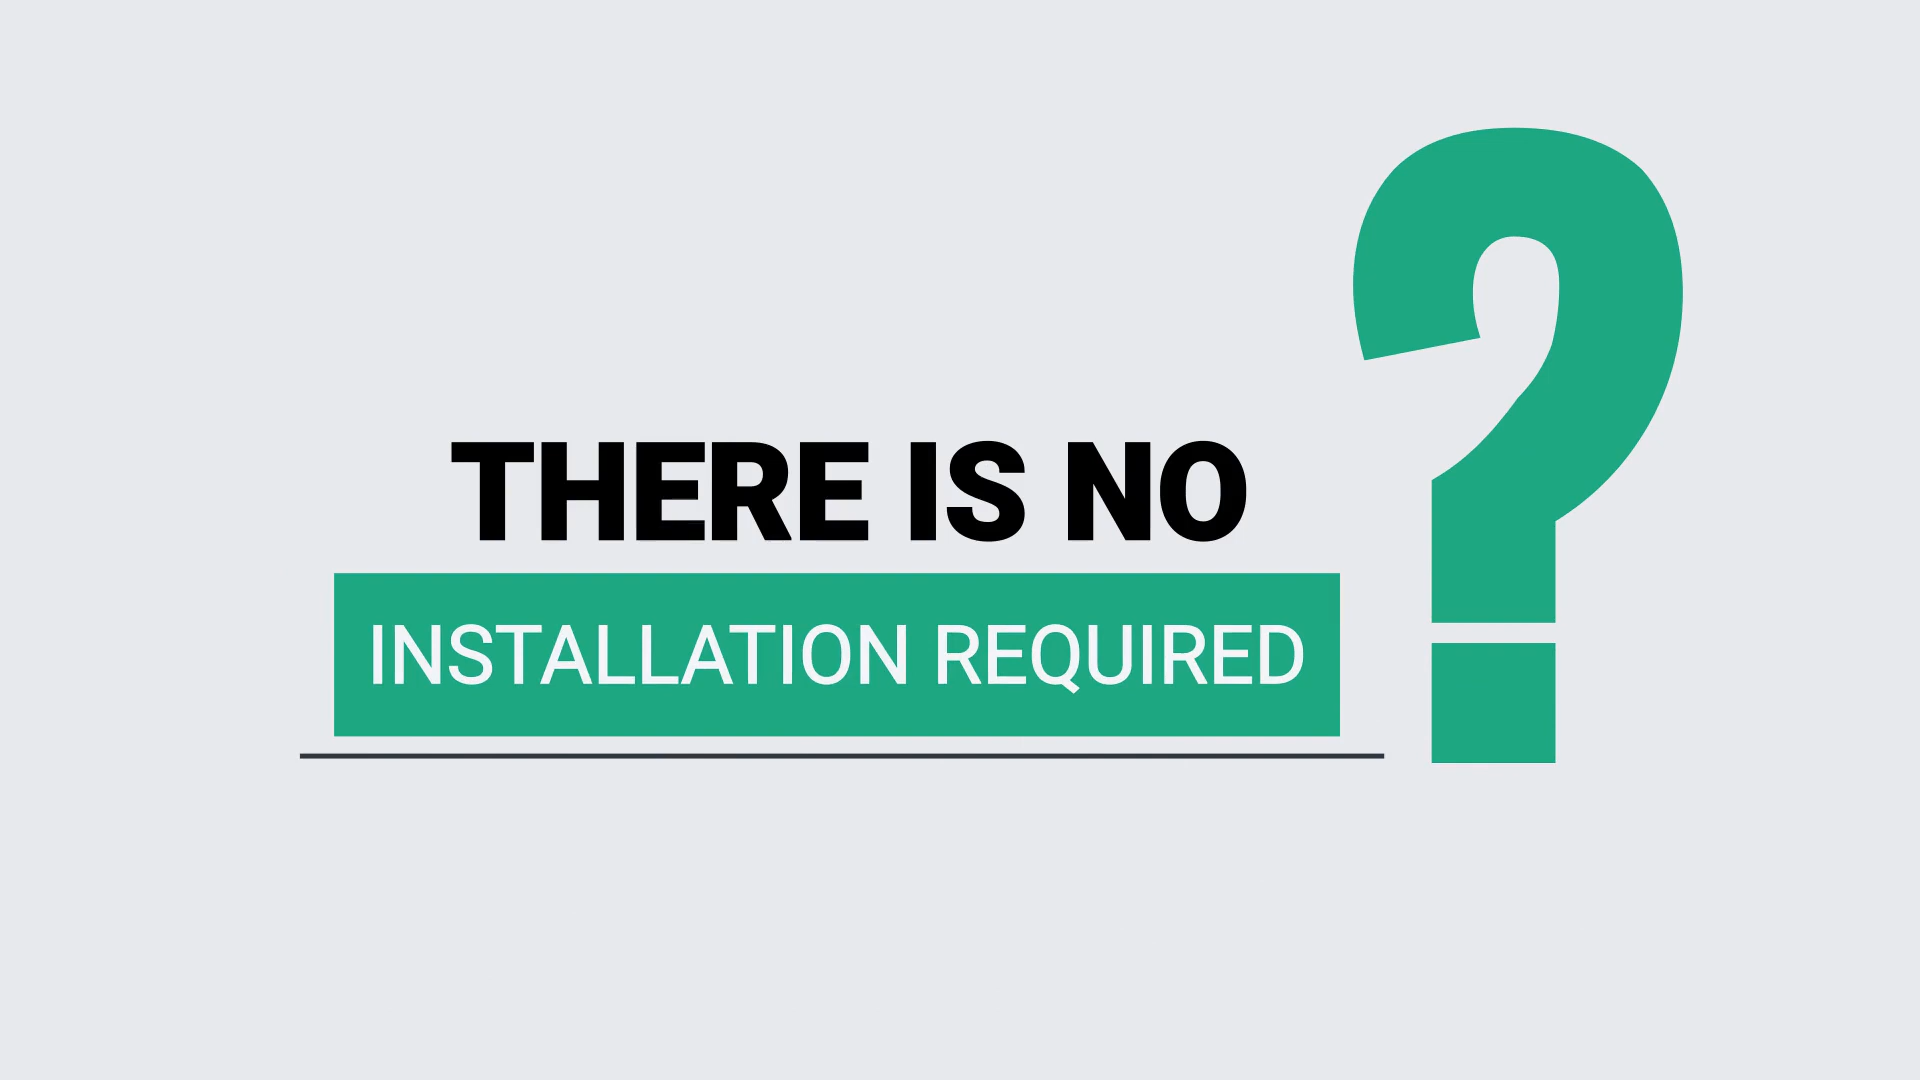 THERE IS NO
INSTALLATION REQUIRED
?